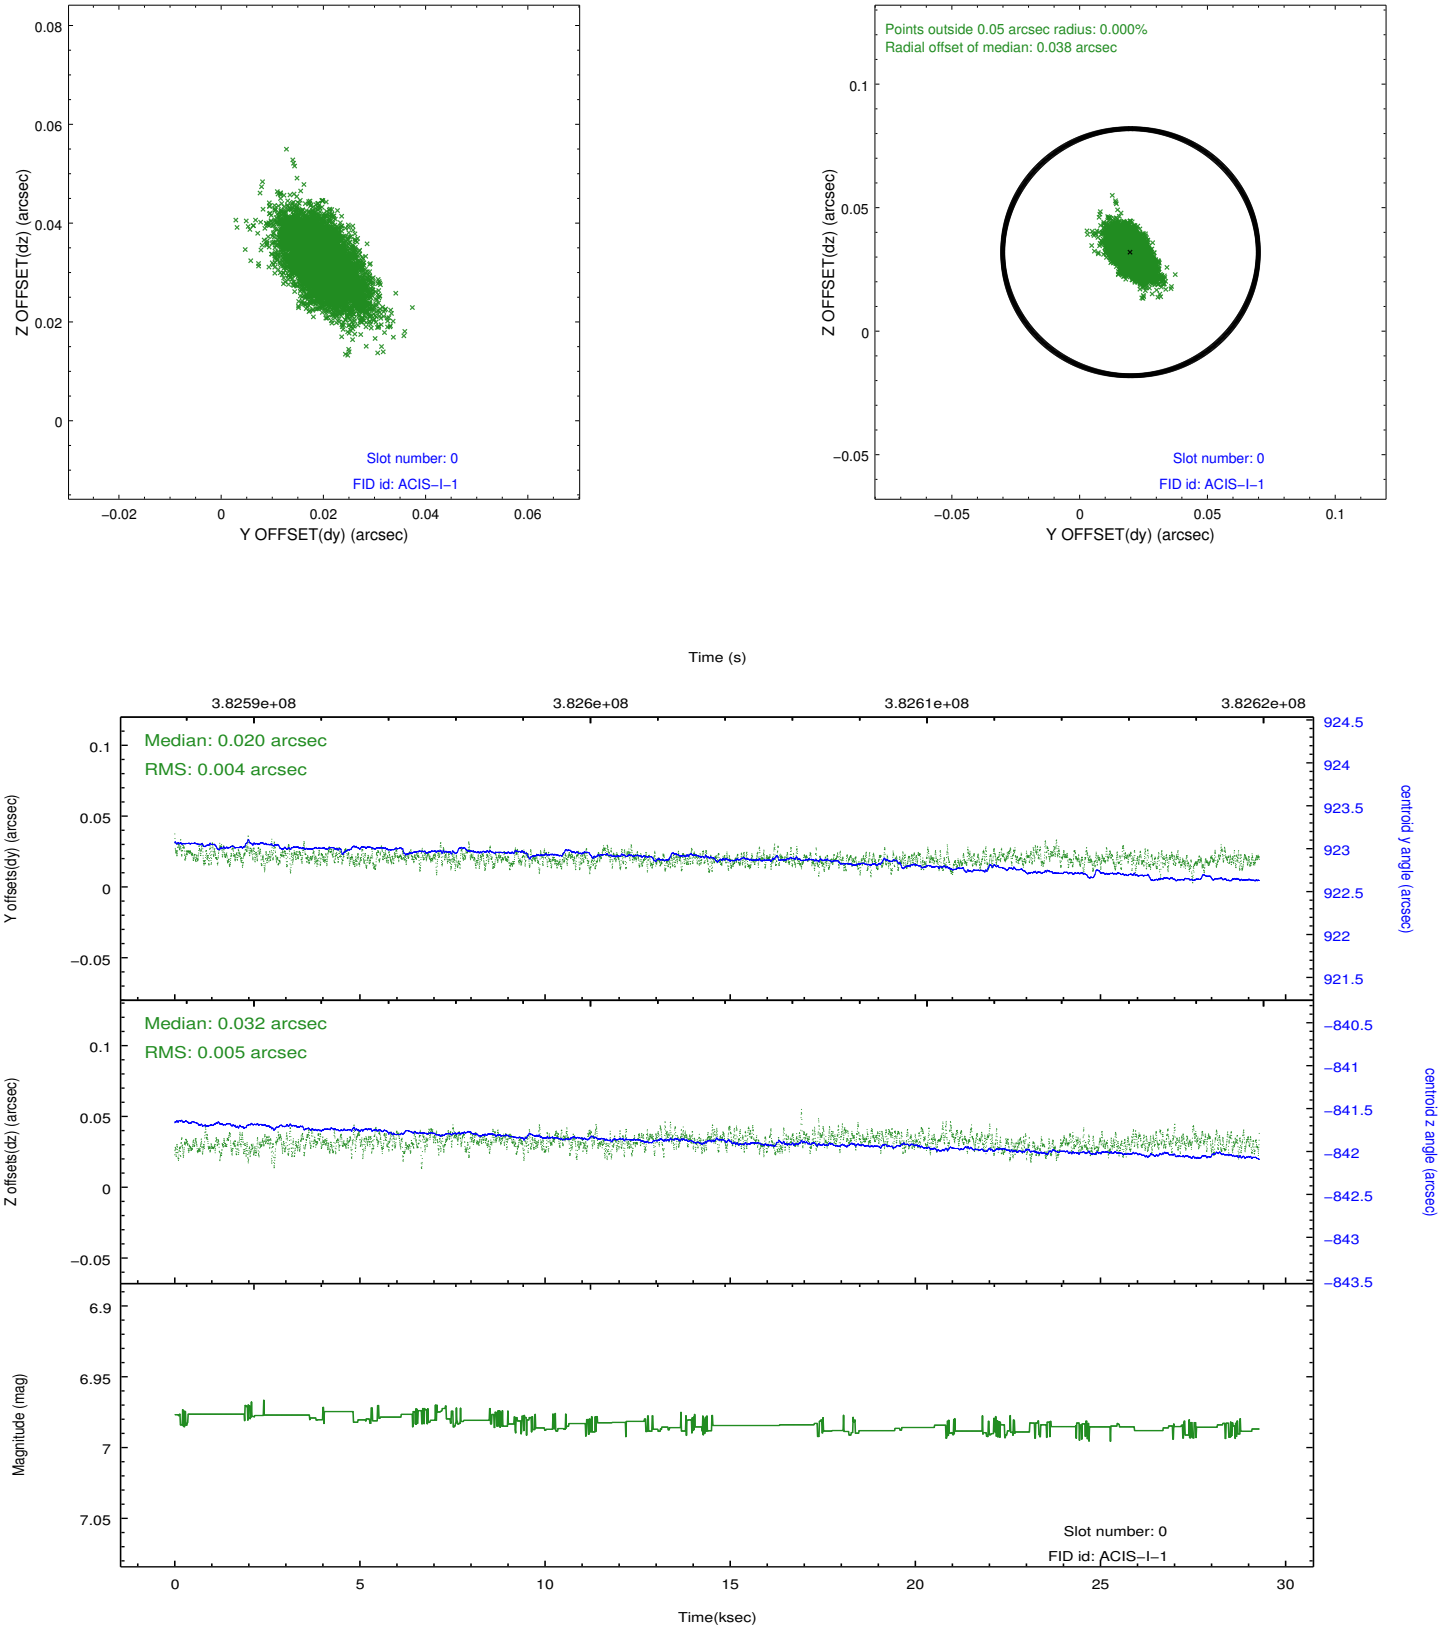 0.08
0.06
0.04
0.02
0
Z OFFSET(dz) (arcsec)
Slot number: 0
FID id: ACIS−I−1
−0.02
0
0.02
0.04
0.06
Y OFFSET(dy) (arcsec)
Points outside 0.05 arcsec radius: 0.000%
Radial offset of median: 0.038 arcsec
0.1
0.05
0
−0.05
Z OFFSET(dz) (arcsec)
Slot number: 0
FID id: ACIS−I−1
−0.05
0
0.05
0.1
Y OFFSET(dy) (arcsec)
Time (s)
3.8259e+08
3.826e+08
3.8261e+08
3.8262e+08
Median: 0.020 arcsec
RMS: 0.004 arcsec
0.1
0.05
0
−0.05
Y offsets(dy) (arcsec)
924.5
924
923.5
923
922.5
922
921.5
centroid y angle (arcsec)
Median: 0.032 arcsec
RMS: 0.005 arcsec
0.1
0.05
0
−0.05
Z offsets(dz) (arcsec)
−840.5
−841
−841.5
−842
−842.5
−843
−843.5
centroid z angle (arcsec)
6.9
6.95
7
7.05
Magnitude (mag)
Slot number: 0
FID id: ACIS−I−1
0
5
10
15
20
25
30
Time(ksec)